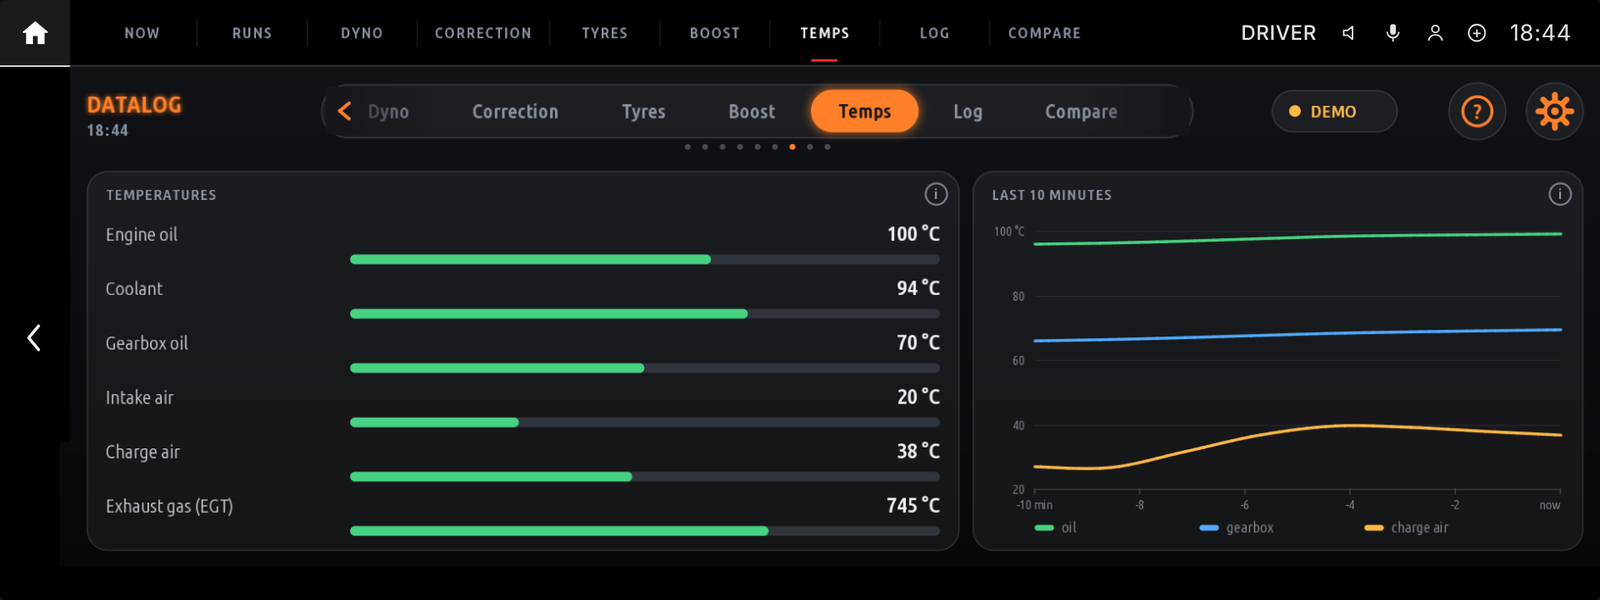 NOW RUNS DYNO CORRECTION TYRES BOOST TEMPS LOG COMPARE DRIVER 18:44
DATALOG
18:44
Dyno Correction Tyres Boost Temps Log Compare
DEMO
?
TEMPERATURES
Engine oil 100 °C
Coolant 94 °C
Gearbox oil 70 °C
Intake air 20 °C
Charge air 38 °C
Exhaust gas (EGT) 745 °C
LAST 10 MINUTES
100 °C
80
60
40
20
-10 min -8 -6 -4 -2 now
oil gearbox charge air